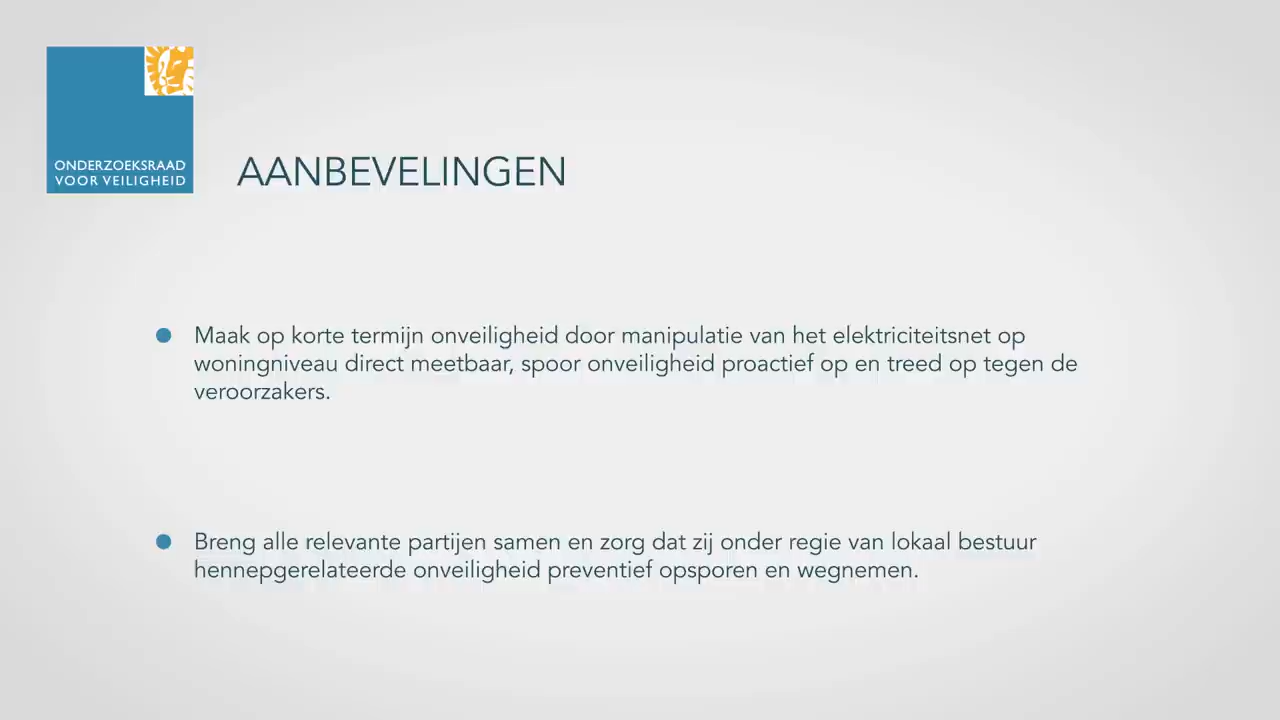 ONDERZOEKSRAAD
VOOR VEILIGHEID
AANBEVELINGEN
Maak op korte termijn onveiligheid door manipulatie van het elektriciteitsnet op
woningniveau direct meetbaar, spoor onveiligheid proactief op en treed op tegen de
veroorzakers.
Breng alle relevante partijen samen en zorg dat zij onder regie van lokaal bestuur
hennepgerelateerde onveiligheid preventief opsporen en wegnemen.